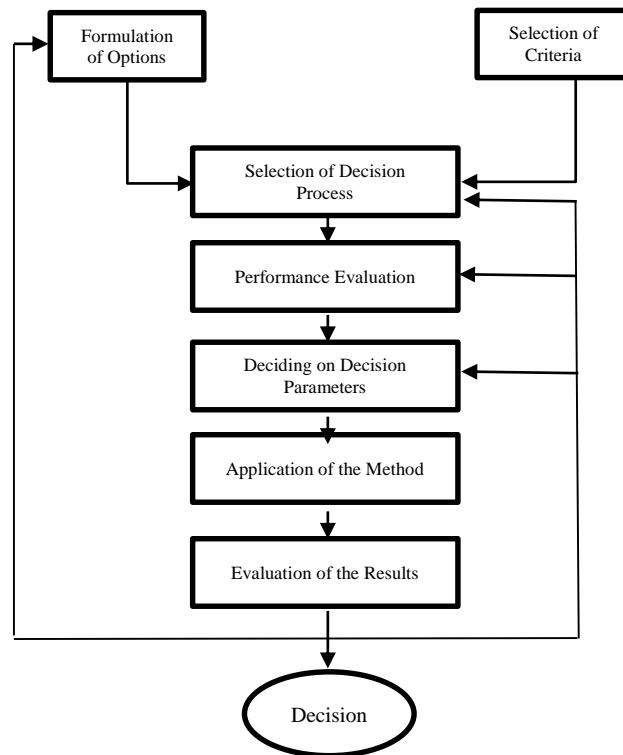 Formulation
of Options
Selection of
Criteria
Selection of Decision
Process
Performance Evaluation
Deciding on Decision
Parameters
Application of the Method
Evaluation of the Results
Decision